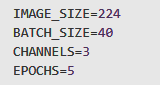 IMAGE_SIZE=224
BATCH_SIZE=40
CHANNELS=3
EPOCHS=5